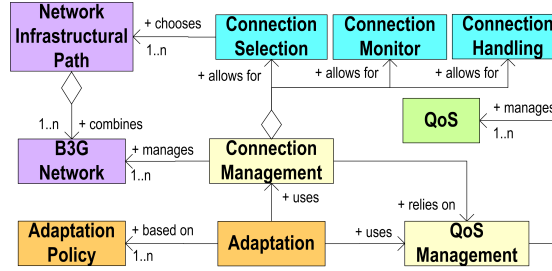 Network
Infrastructural
Path
+ chooses
1..n
Connection
Selection
Connection
Monitor
Connection
Handling
+ allows for
+ allows for
+ allows for
1..n
+ combines
QoS
+ manages
1..n
B3G
Network
+ manages
1..n
Connection
Management
+ uses
+ relies on
Adaptation
Policy
+ based on
1..n
Adaptation
+ uses
QoS
Management